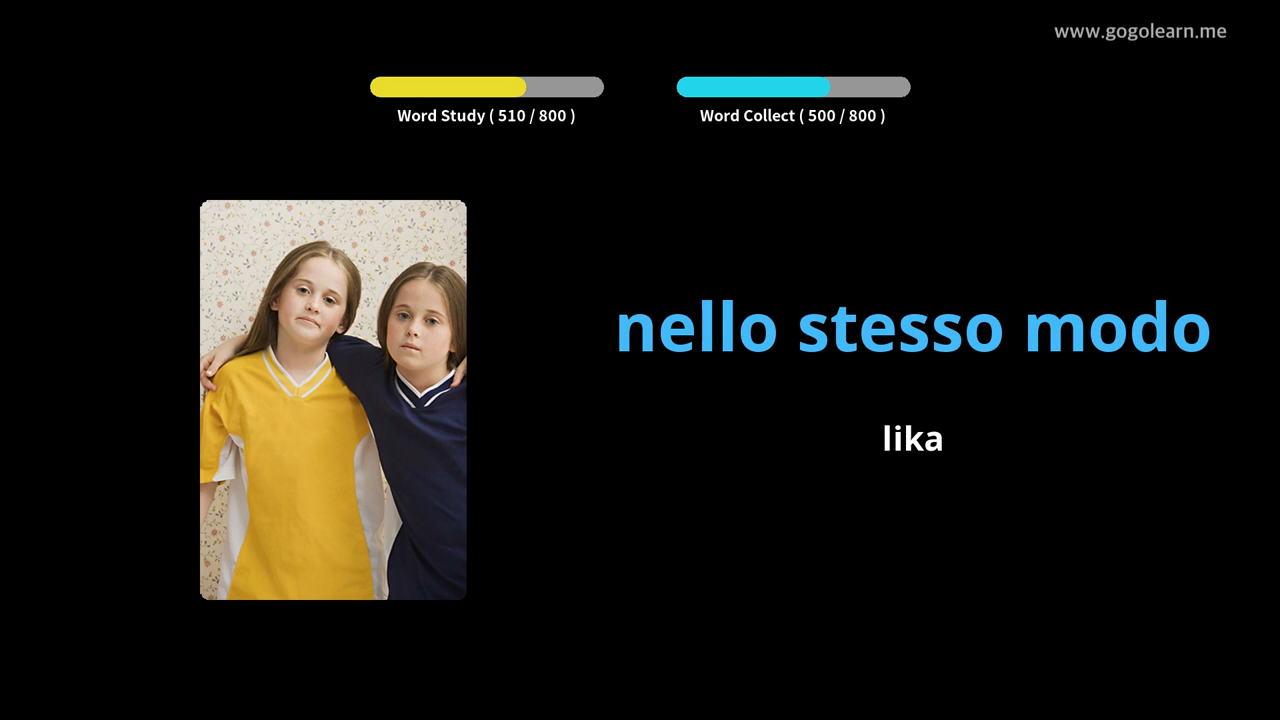 www.gogolearn.me
Word Study ( 510 / 800 )
Word Collect ( 500 / 800 )
nello stesso modo
lika